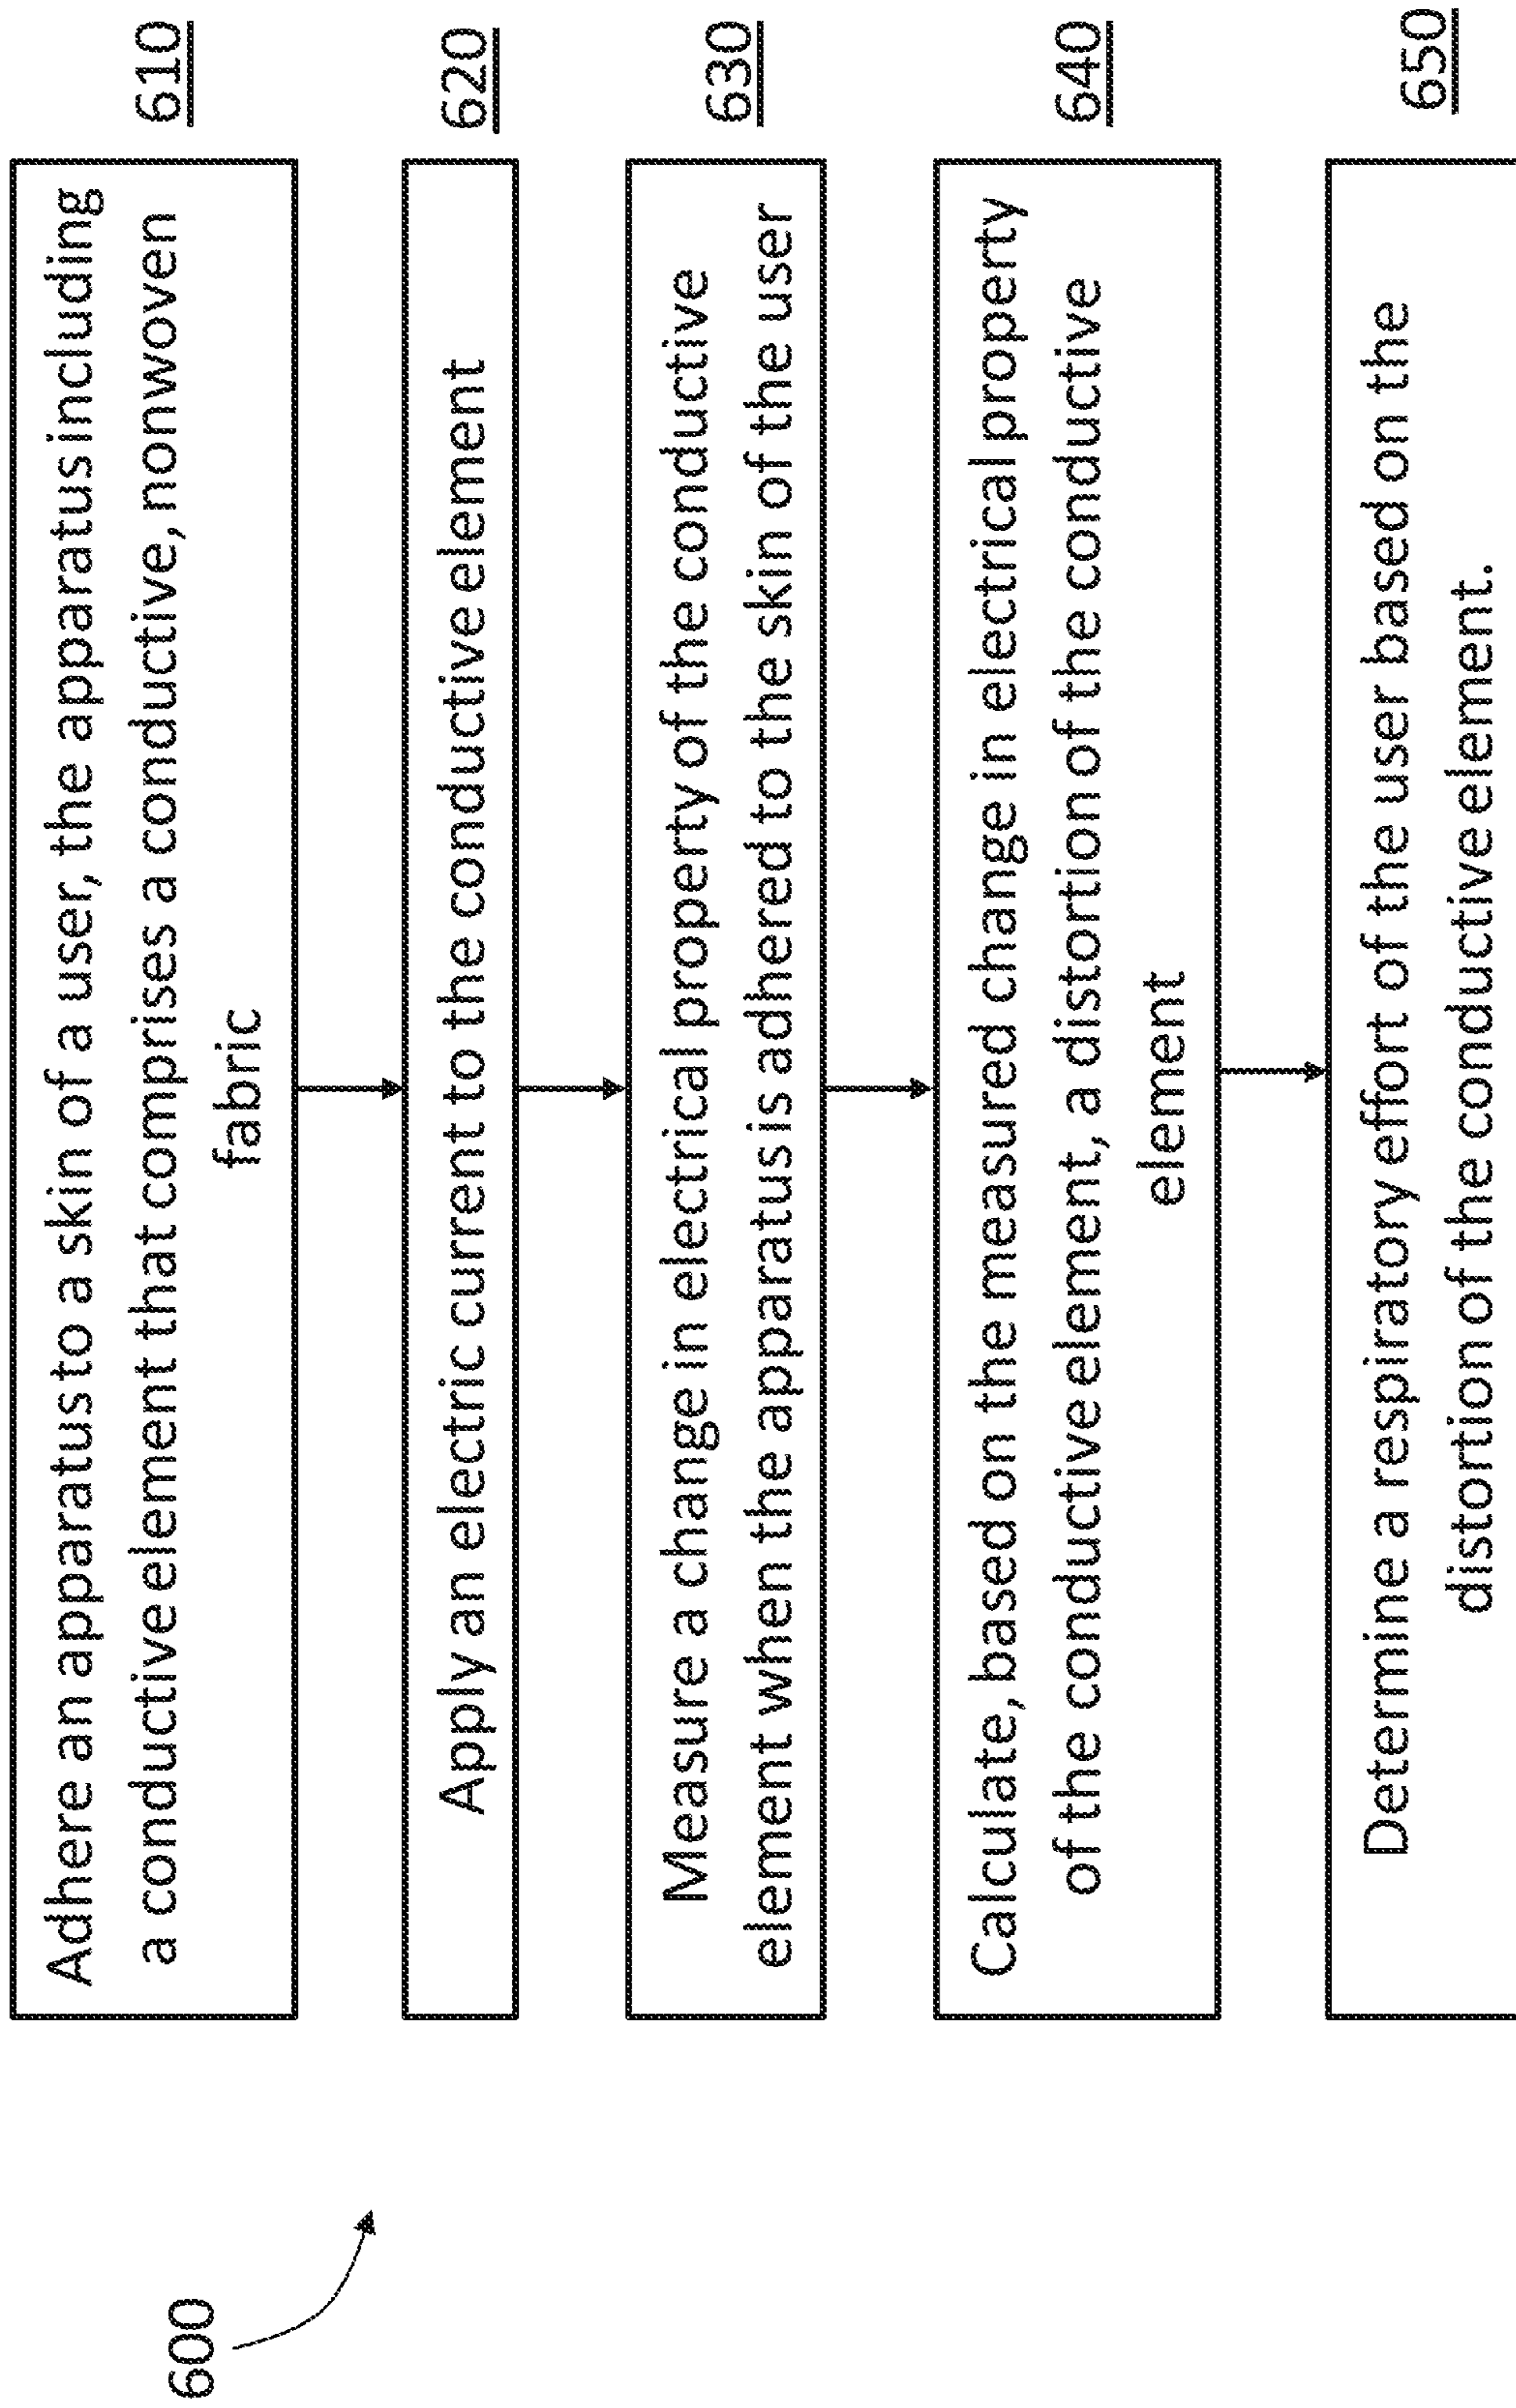 600
Adhere an apparatus to a skin of a user, the apparatus including
a conductive element that comprises a conductive, nonwoven
fabric
610
Apply an electric current to the conductive element
620
Measure a change in electrical property of the conductive
element when the apparatus is adhered to the skin of the user
630
Calculate, based on the measured change in electrical property
of the conductive element, a distortion of the conductive
element
640
Determine a respiratory effort of the user based on the
distortion of the conductive element.
650